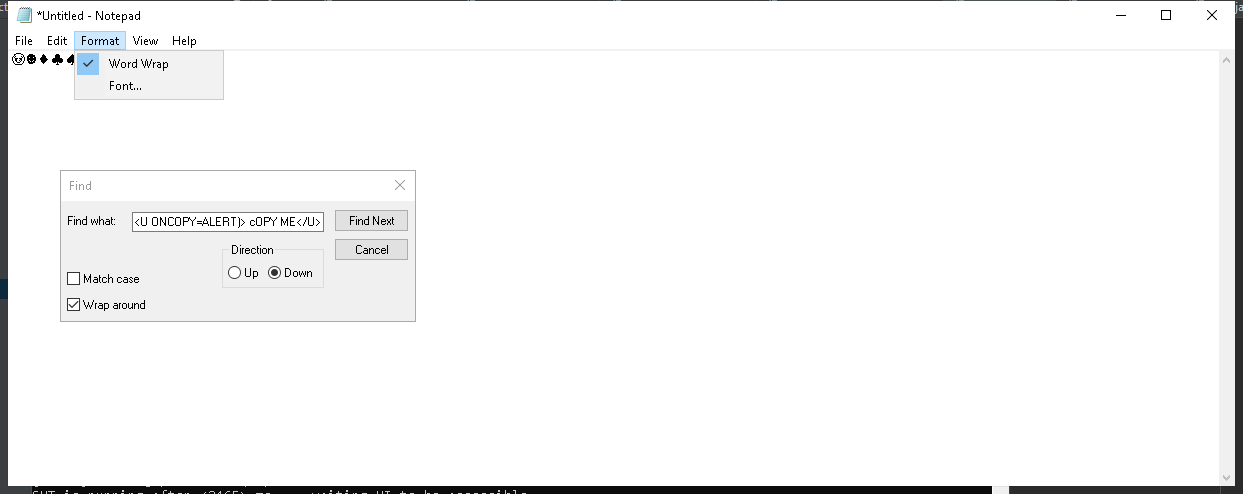 *Untitled - Notepad
File Edit Format View Help
☺☻♦♣♠
Word Wrap
Font...
Find
Find what: <U ONCOPY=ALERT)> cOPY ME</U> Find Next
Direction Cancel
Up Down
Match case
Wrap around